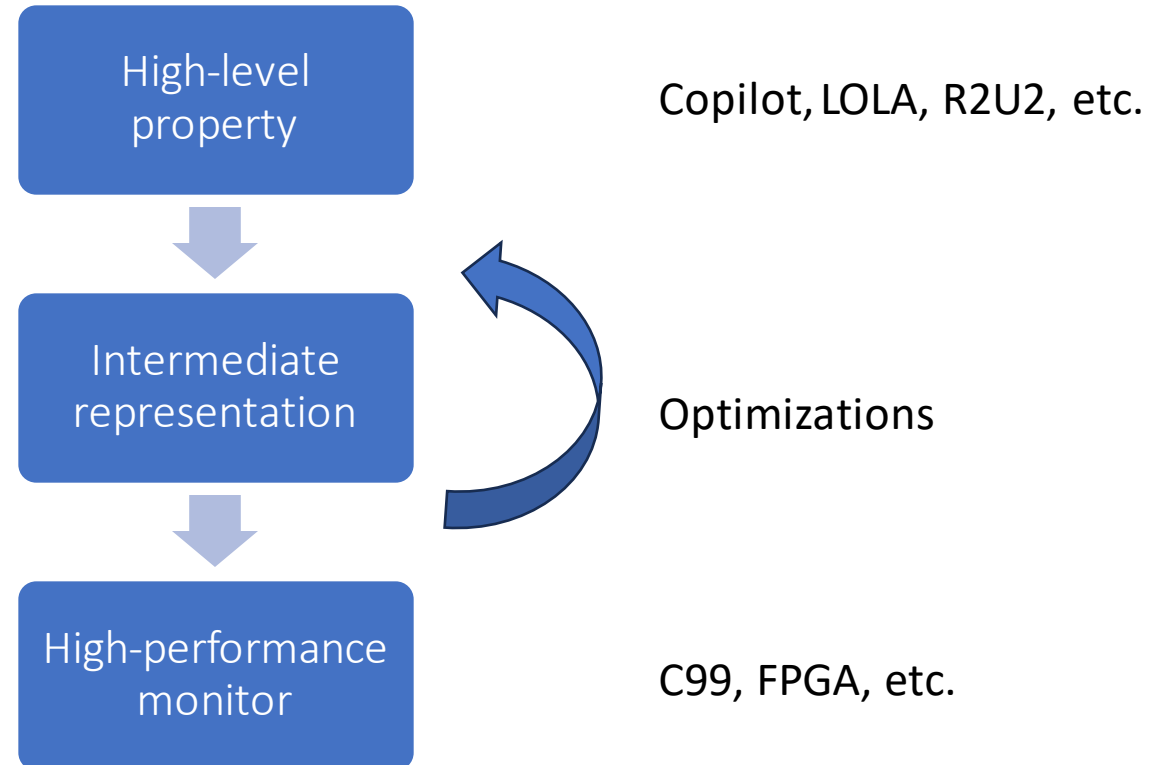 High-level
property
Copilot, LOLA, R2U2, etc.
Intermediate
representation
Optimizations
High-performance
monitor
C99, FPGA, etc.